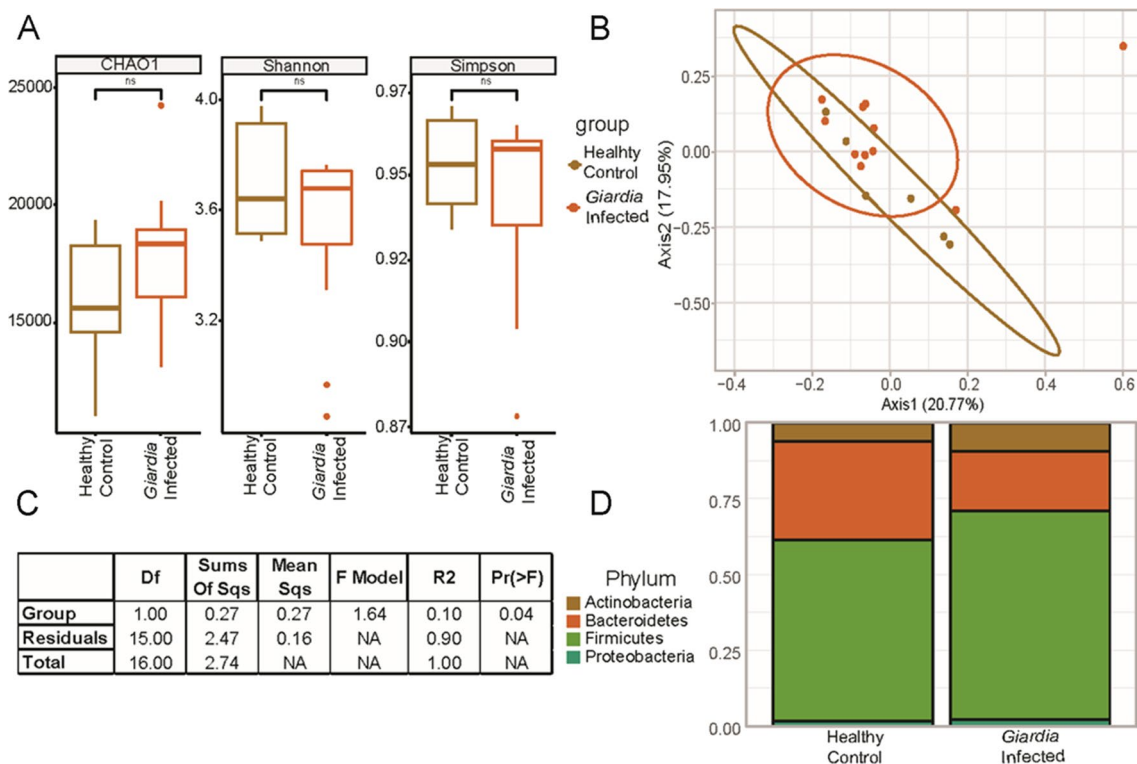 A
CHAO1
Shannon
Simpson
ns
ns
ns
25000
20000
15000
4.0
3.6
3.2
0.97
0.95
0.92
0.90
0.87
Healthy
Control
Giardia
Infected
Healthy
Control
Giardia
Infected
Healthy
Control
Giardia
Infected
group
Healhty
Control
Giardia
Infected
B
Axis2 (17.95%)
0.25
0.00
−0.25
−0.50
−0.4
−0.2
0.0
0.2
0.4
0.6
Axis1 (20.77%)
C
Df Sums Of Sqs Mean Sqs F Model R2 Pr(>F)
Group 1.00 0.27 0.27 1.64 0.10 0.04
Residuals 15.00 2.47 0.16 NA 0.90 NA
Total 16.00 2.74 NA NA 1.00 NA
D
Phylum
Actinobacteria
Bacteroidetes
Firmicutes
Proteobacteria
1.00
0.75
0.50
0.25
0.00
Healthy
Control
Giardia
Infected